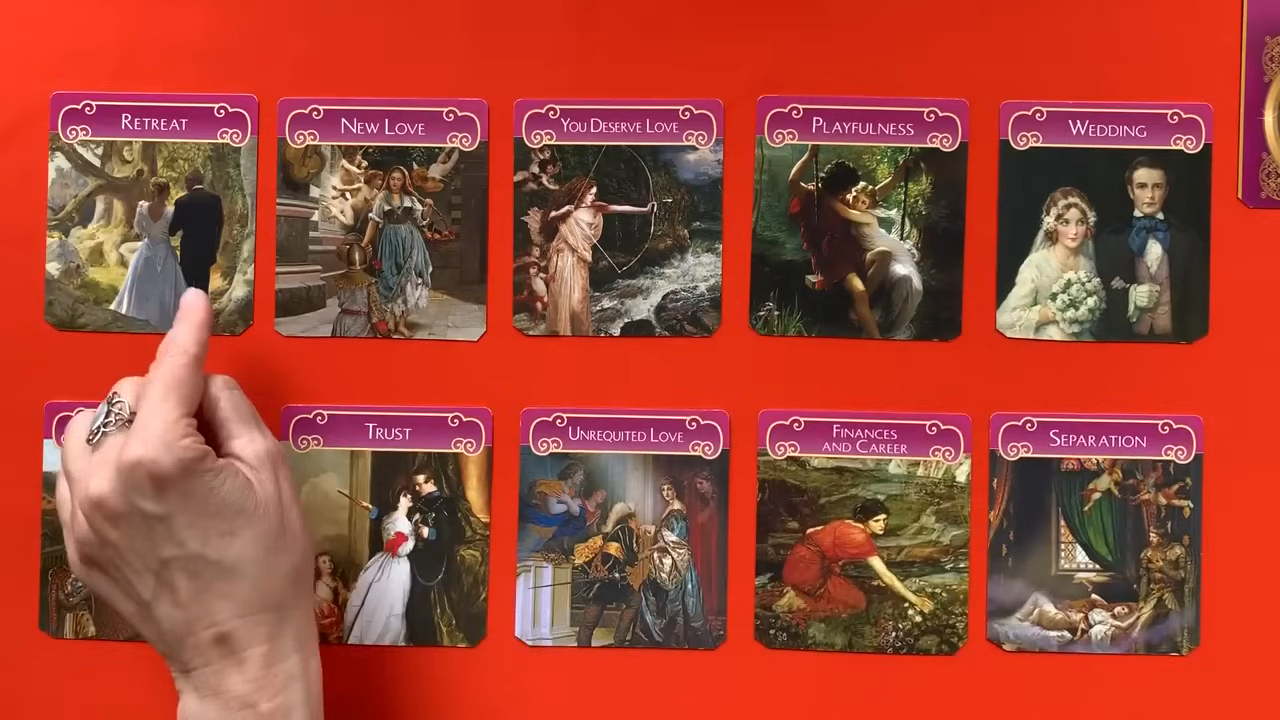 RETREAT
NEW LOVE
YOU DESERVE LOVE
PLAYFULNESS
WEDDING
TRUST
UNREQUITED LOVE
FINANCES
AND CAREER
SEPARATION